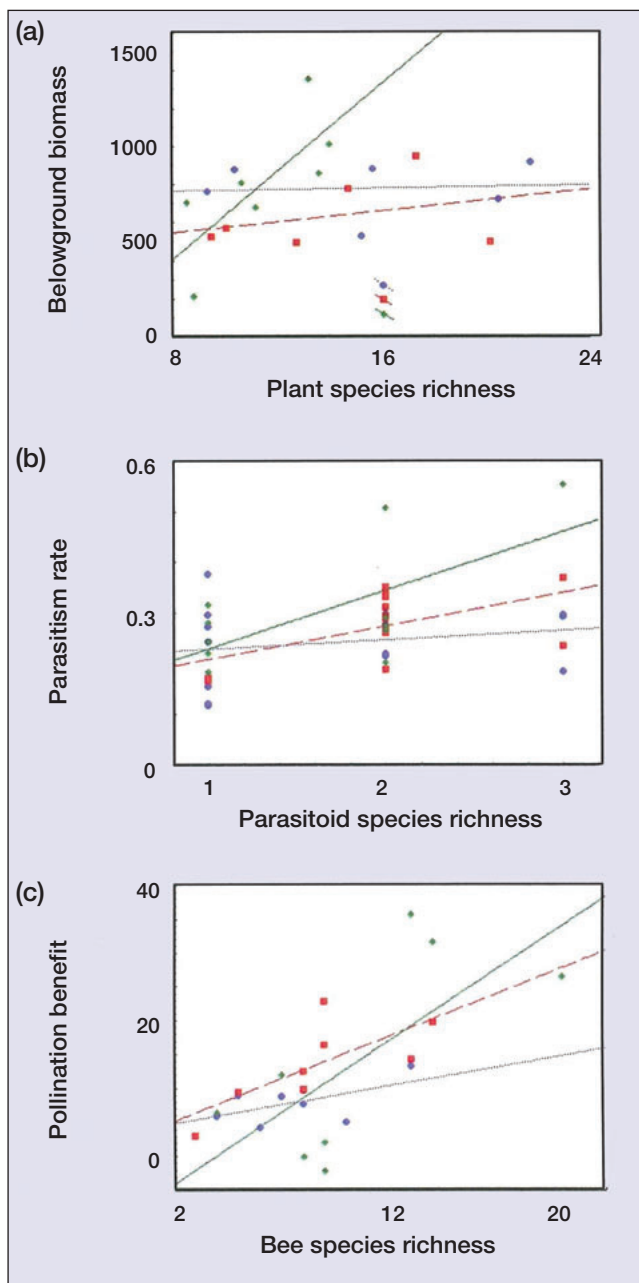 (a)
Belowground biomass
1500
1000
500
0
8 16 24
Plant species richness
(b)
Parasitism rate
0.6
0.3
0
1 2 3
Parasitoid species richness
(c)
Pollination benefit
40
20
0
2 12 20
Bee species richness